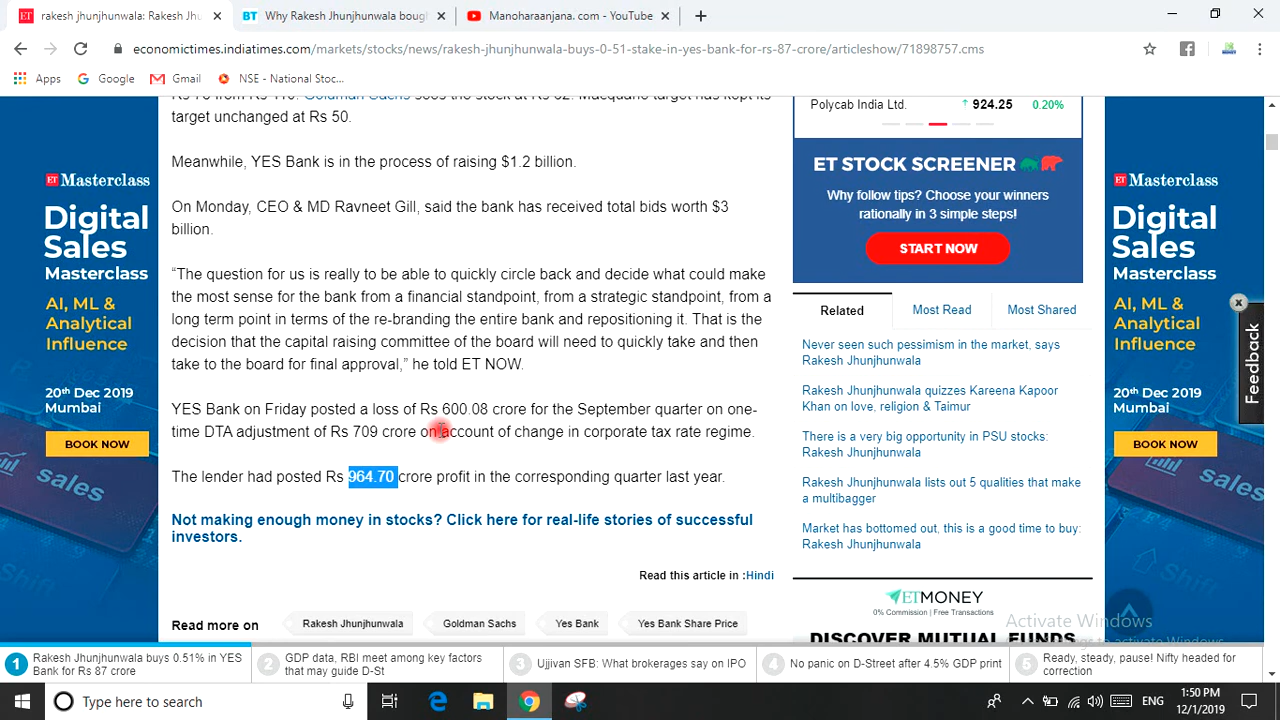 rakesh jhunjhunwala: Rakesh Jh
Why Rakesh Jhunjhunwala boug
Manoharaanjana. com - YouTube
economictimes.indiatimes.com/markets/stocks/news/rakesh-jhunjhunwala-buys-0-51-stake-in-yes-bank-for-rs-87-crore/articleshow/71898757.cms
Apps Google Gmail NSE - National Stoc...
target unchanged at Rs 50.
Meanwhile, YES Bank is in the process of raising $1.2 billion.
On Monday, CEO & MD Ravneet Gill, said the bank has received total bids worth $3
billion.
“The question for us is really to be able to quickly circle back and decide what could make
the most sense for the bank from a financial standpoint, from a strategic standpoint, from a
long term point in terms of the re-branding the entire bank and repositioning it. That is the
decision that the capital raising committee of the board will need to quickly take and then
take to the board for final approval,” he told ET NOW.
YES Bank on Friday posted a loss of Rs 600.08 crore for the September quarter on one-
time DTA adjustment of Rs 709 crore on account of change in corporate tax rate regime.
The lender had posted Rs 964.70 crore profit in the corresponding quarter last year.
Not making enough money in stocks? Click here for real-life stories of successful
investors.
Read this article in :Hindi
Read more on
Rakesh Jhunjhunwala
Goldman Sachs
Yes Bank
Yes Bank Share Price
Polycab India Ltd. 924.25 0.20%
ET STOCK SCREENER
Why follow tips? Choose your winners
rationally in 3 simple steps!
START NOW
Related Most Read Most Shared
Never seen such pessimism in the market, says
Rakesh Jhunjhunwala
Rakesh Jhunjhunwala quizzes Kareena Kapoor
Khan on love, religion & Taimur
There is a very big opportunity in PSU stocks:
Rakesh Jhunjhunwala
Rakesh Jhunjhunwala lists out 5 qualities that make
a multibagger
Market has bottomed out, this is a good time to buy:
Rakesh Jhunjhunwala
ETMONEY
0% Commission | Free Transactions
DISCOVER MUTUAL FUNDS
Activate Windows
ET Masterclass
Digital
Sales
Masterclass
AI, ML &
Analytical
Influence
20th Dec 2019
Mumbai
BOOK NOW
sales
Shift
ET Masterclass
Digital
Sales
Masterclass
AI, ML &
Analytical
Influence
20th Dec 2019
Mumbai
BOOK NOW
sales
Shift
Feedback
1 Rakesh Jhunjhunwala buys 0.51% in YES
Bank for Rs 87 crore
2 GDP data, RBI meet among key factors
that may guide D-St
3 Ujjivan SFB: What brokerages say on IPO
4 No panic on D-Street after 4.5% GDP print
5 Ready, steady, pause! Nifty headed for
correction
Type here to search
ENG
1:50 PM
12/1/2019